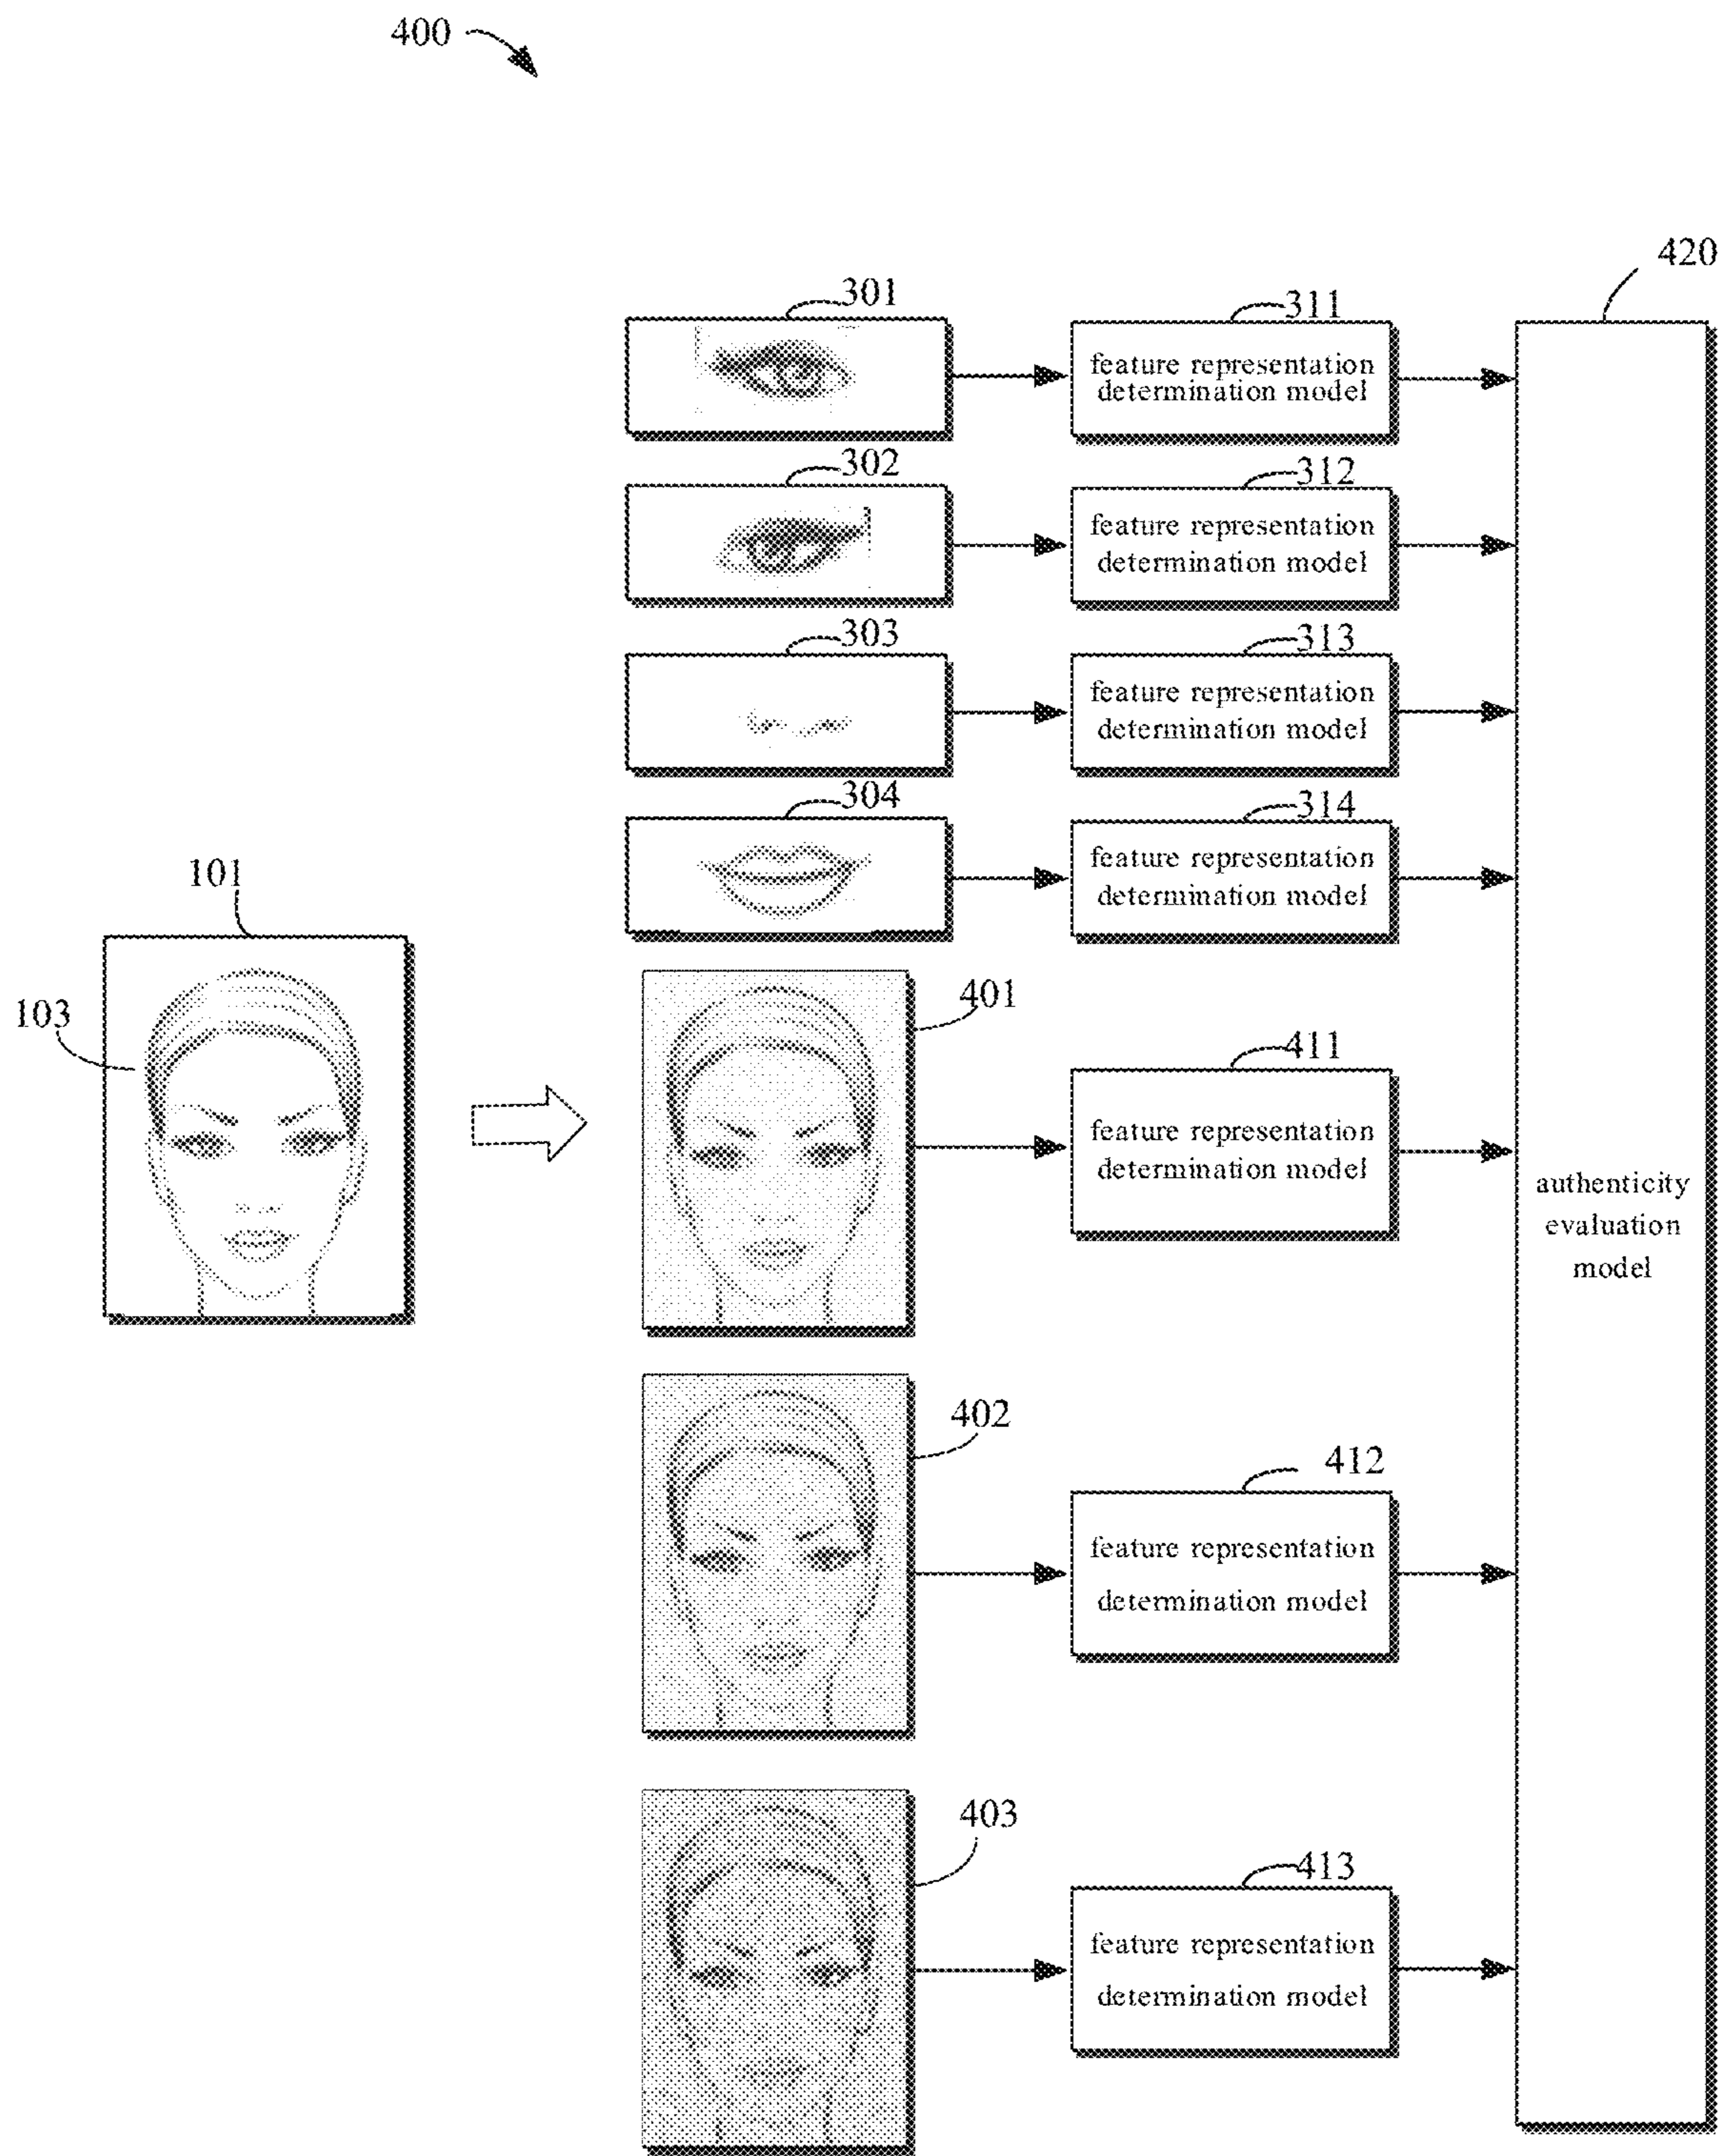 400
420
301
311
feature representation
determination model
302
312
feature representation
determination model
303
313
feature representation
determination model
304
314
feature representation
determination model
101
103
401
411
feature representation
determination model
authenticity
evaluation
model
402
412
feature representation
determination model
403
413
feature representation
determination model